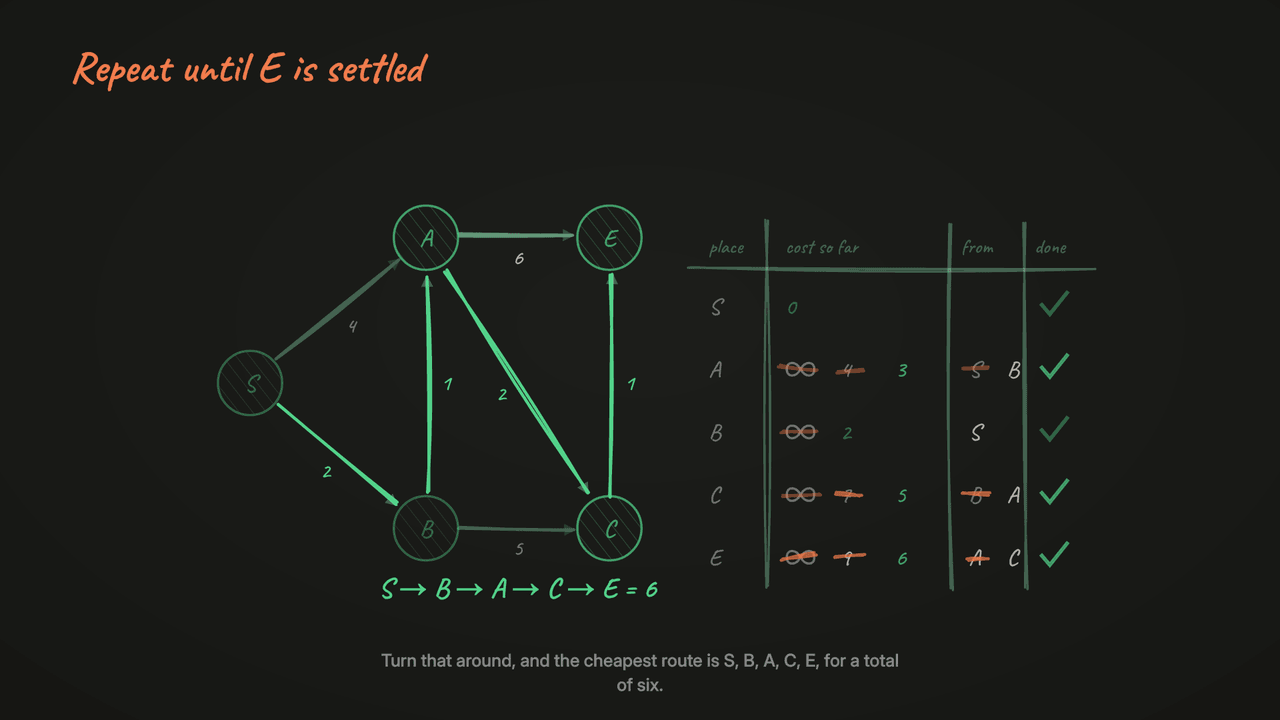 Repeat until E is settled
A
E
6
4
S
1
2
1
2
B
C
5
S→ B→ A→ C→ E = 6
place cost so far from done
S 0 ✓
A ∞ 4 3 S B ✓
B ∞ 2 S ✓
C ∞ 7 5 B A ✓
E ∞ 9 6 A C ✓
Turn that around, and the cheapest route is S, B, A, C, E, for a total
of six.